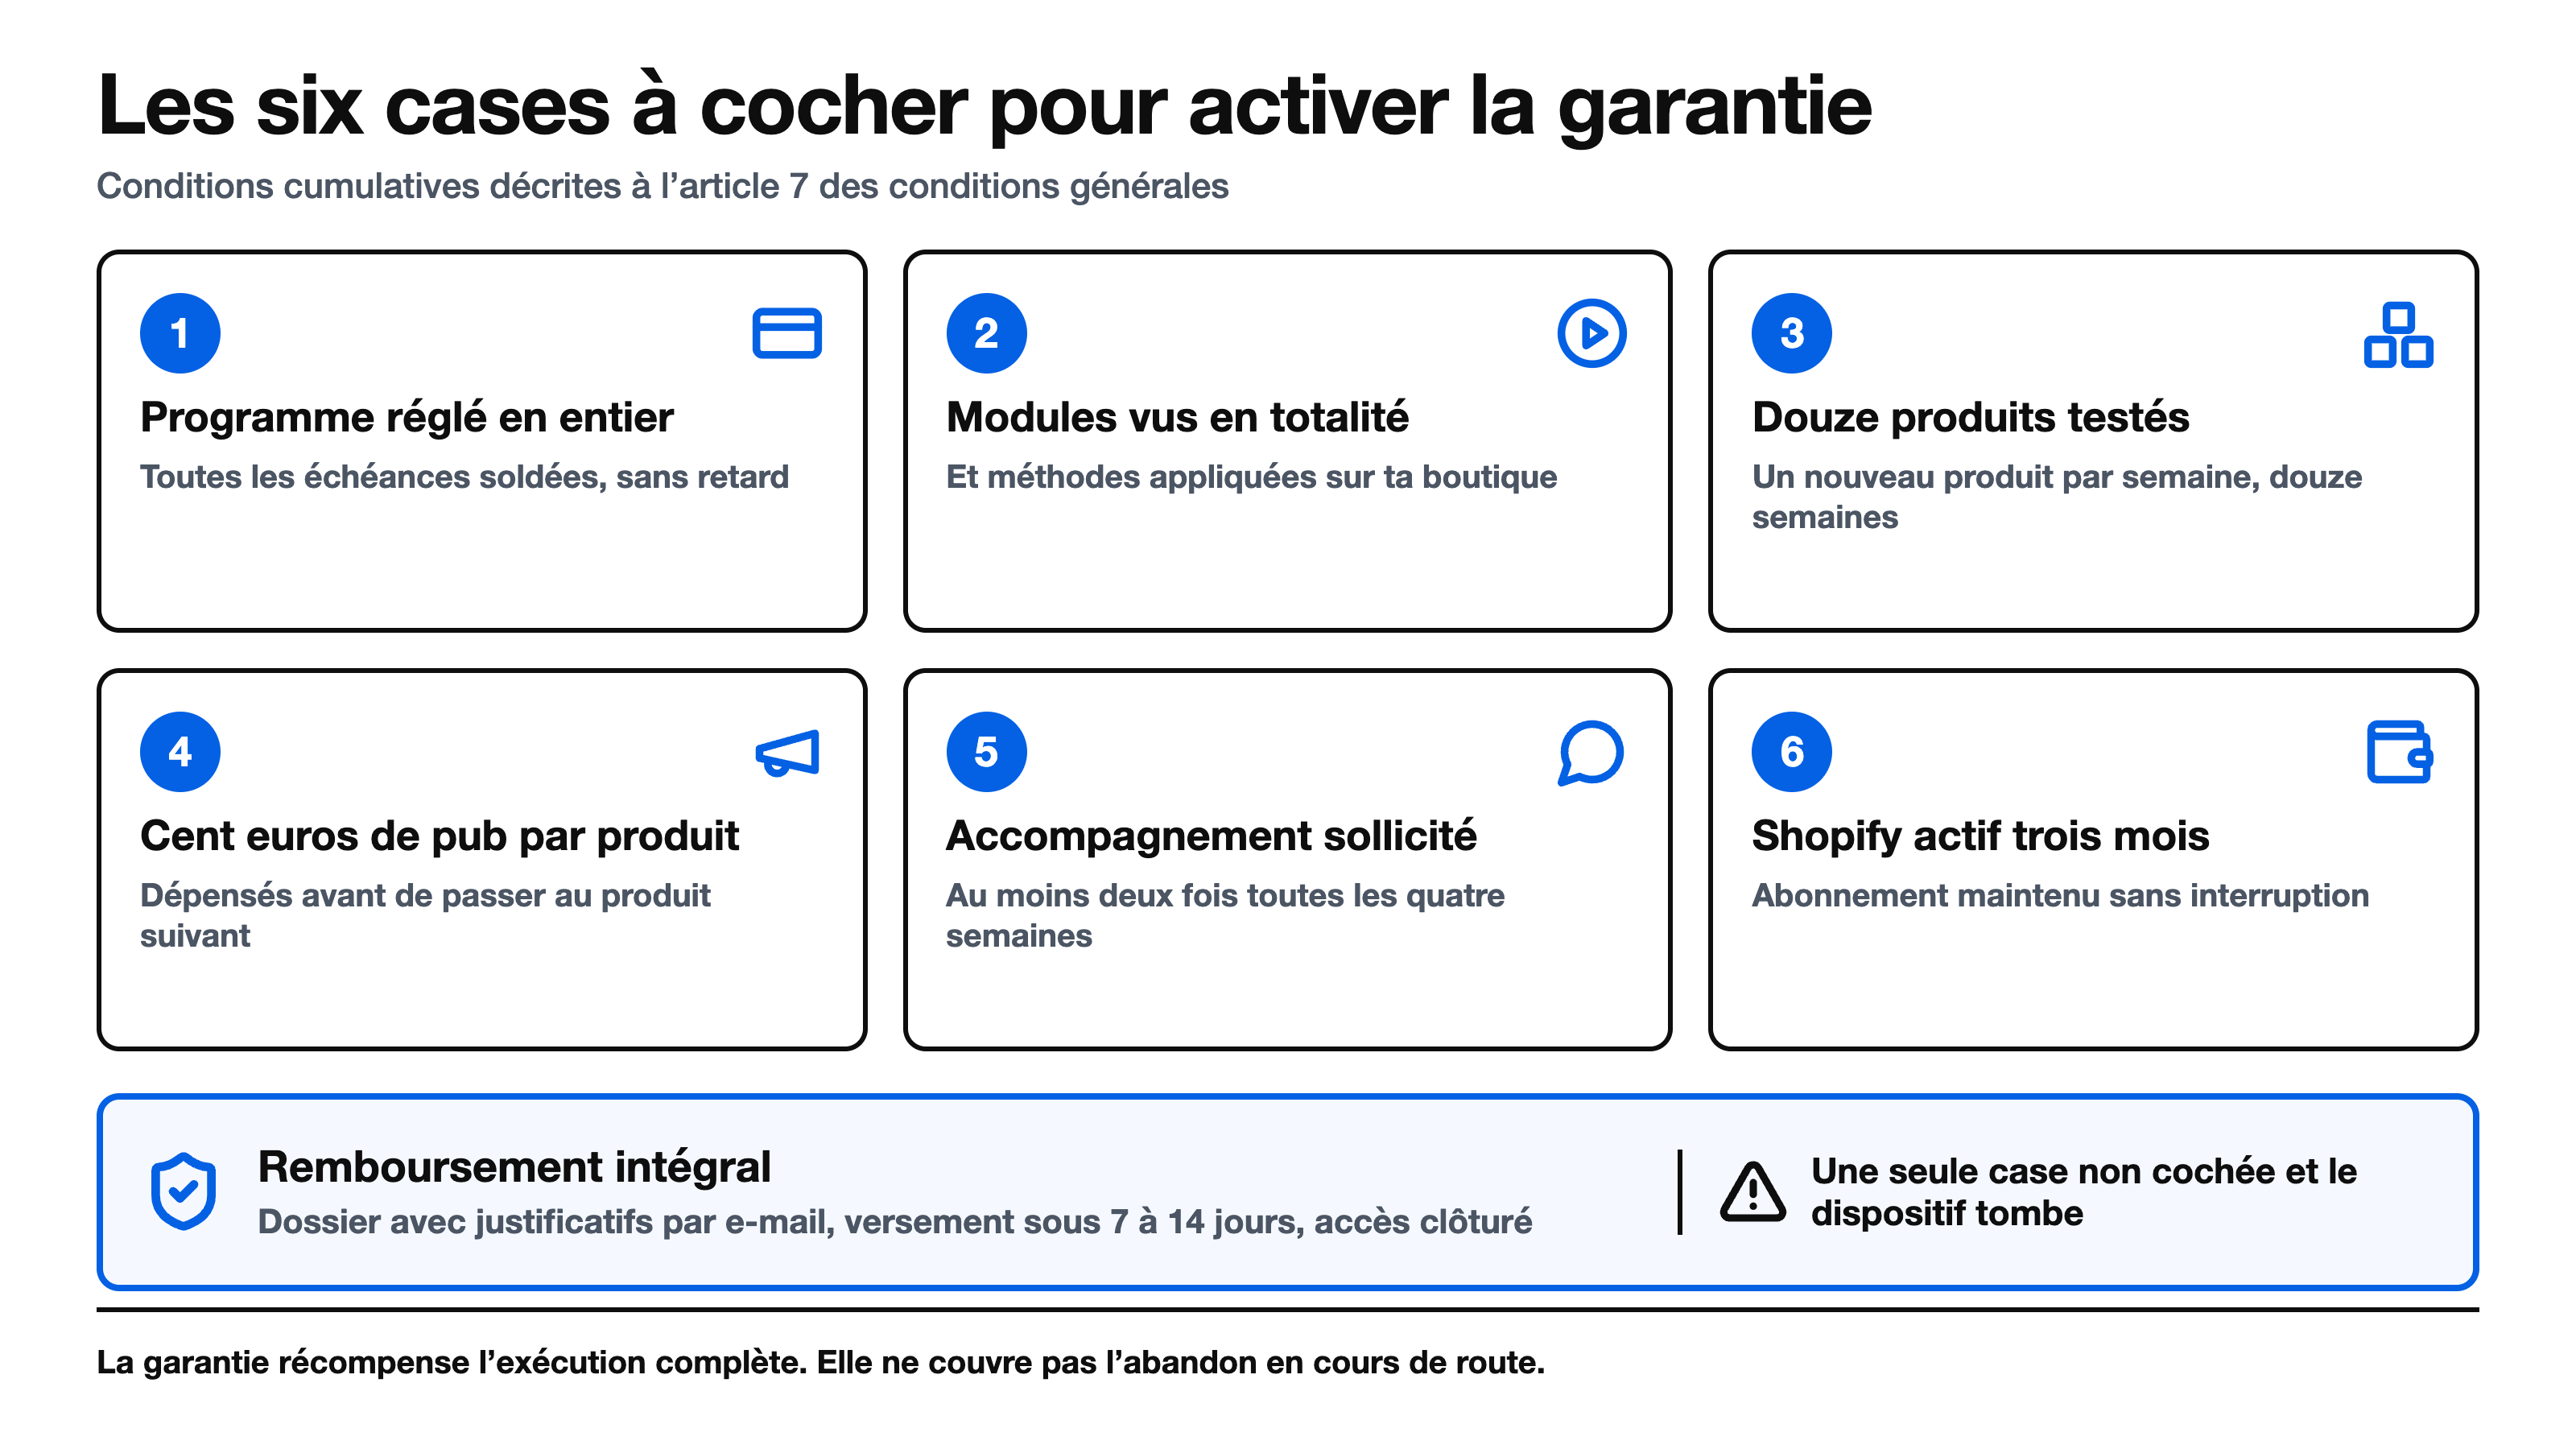 Les six cases à cocher pour activer la garantie
Conditions cumulatives décrites à l’article 7 des conditions générales
1
Programme réglé en entier
Toutes les échéances soldées, sans retard
2
Modules vus en totalité
Et méthodes appliquées sur ta boutique
3
Douze produits testés
Un nouveau produit par semaine, douze
semaines
4
Cent euros de pub par produit
Dépensés avant de passer au produit
suivant
5
Accompagnement sollicité
Au moins deux fois toutes les quatre
semaines
6
Shopify actif trois mois
Abonnement maintenu sans interruption
Remboursement intégral
Dossier avec justificatifs par e-mail, versement sous 7 à 14 jours, accès clôturé
Une seule case non cochée et le
dispositif tombe
La garantie récompense l’exécution complète. Elle ne couvre pas l’abandon en cours de route.